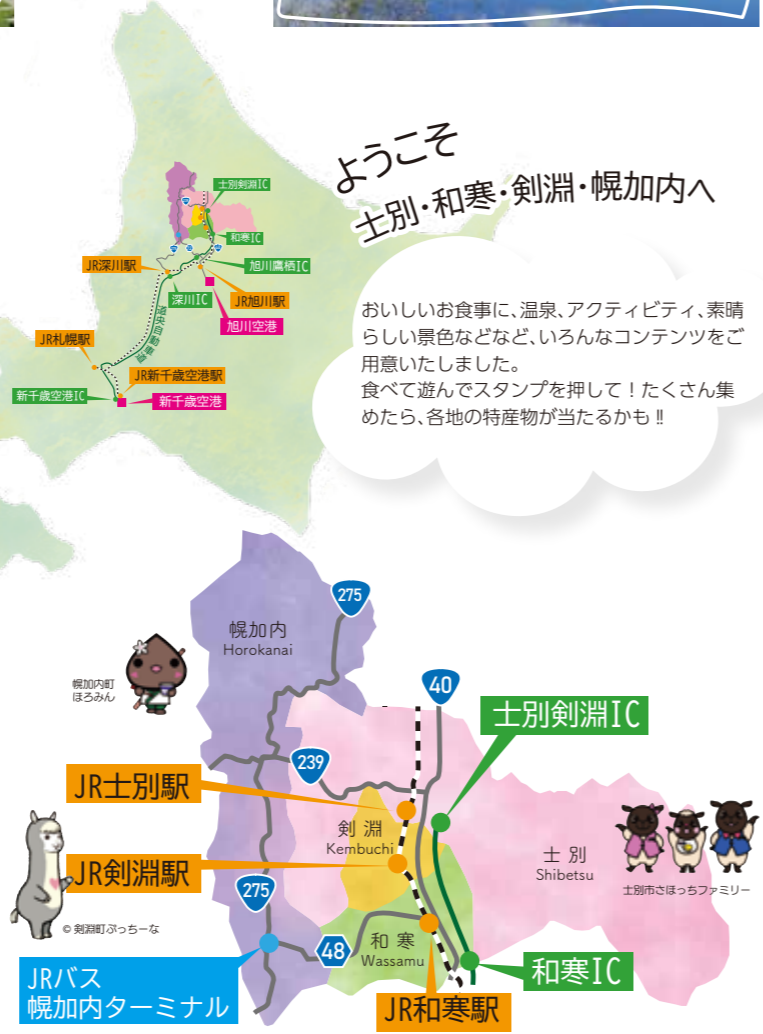 ようこそ
士別・和寒・剣淵・幌加内へ
おいしいお食事に、温泉、アクティビティ、素晴
らしい景色などなど、いろんなコンテンツをご
用意いたしました。
食べて遊んでスタンプを押して！たくさん集
めたら、各地の特産物が当たるかも‼
士別剣淵IC
和寒IC
旭川鷹栖IC
JR深川駅
深川IC
JR旭川駅
旭川空港
道央自動車道
JR札幌駅
JR新千歳空港駅
新千歳空港IC
新千歳空港
275
幌加内
Horokanai
幌加内町
ほろみん
40
士別剣淵IC
239
JR士別駅
剣淵
Kembuchi
士別
Shibetsu
JR剣淵駅
士別市さほっちファミリー
275
© 剣淵町ぷっちーな
48
和寒
Wassamu
和寒IC
JRバス
幌加内ターミナル
JR和寒駅